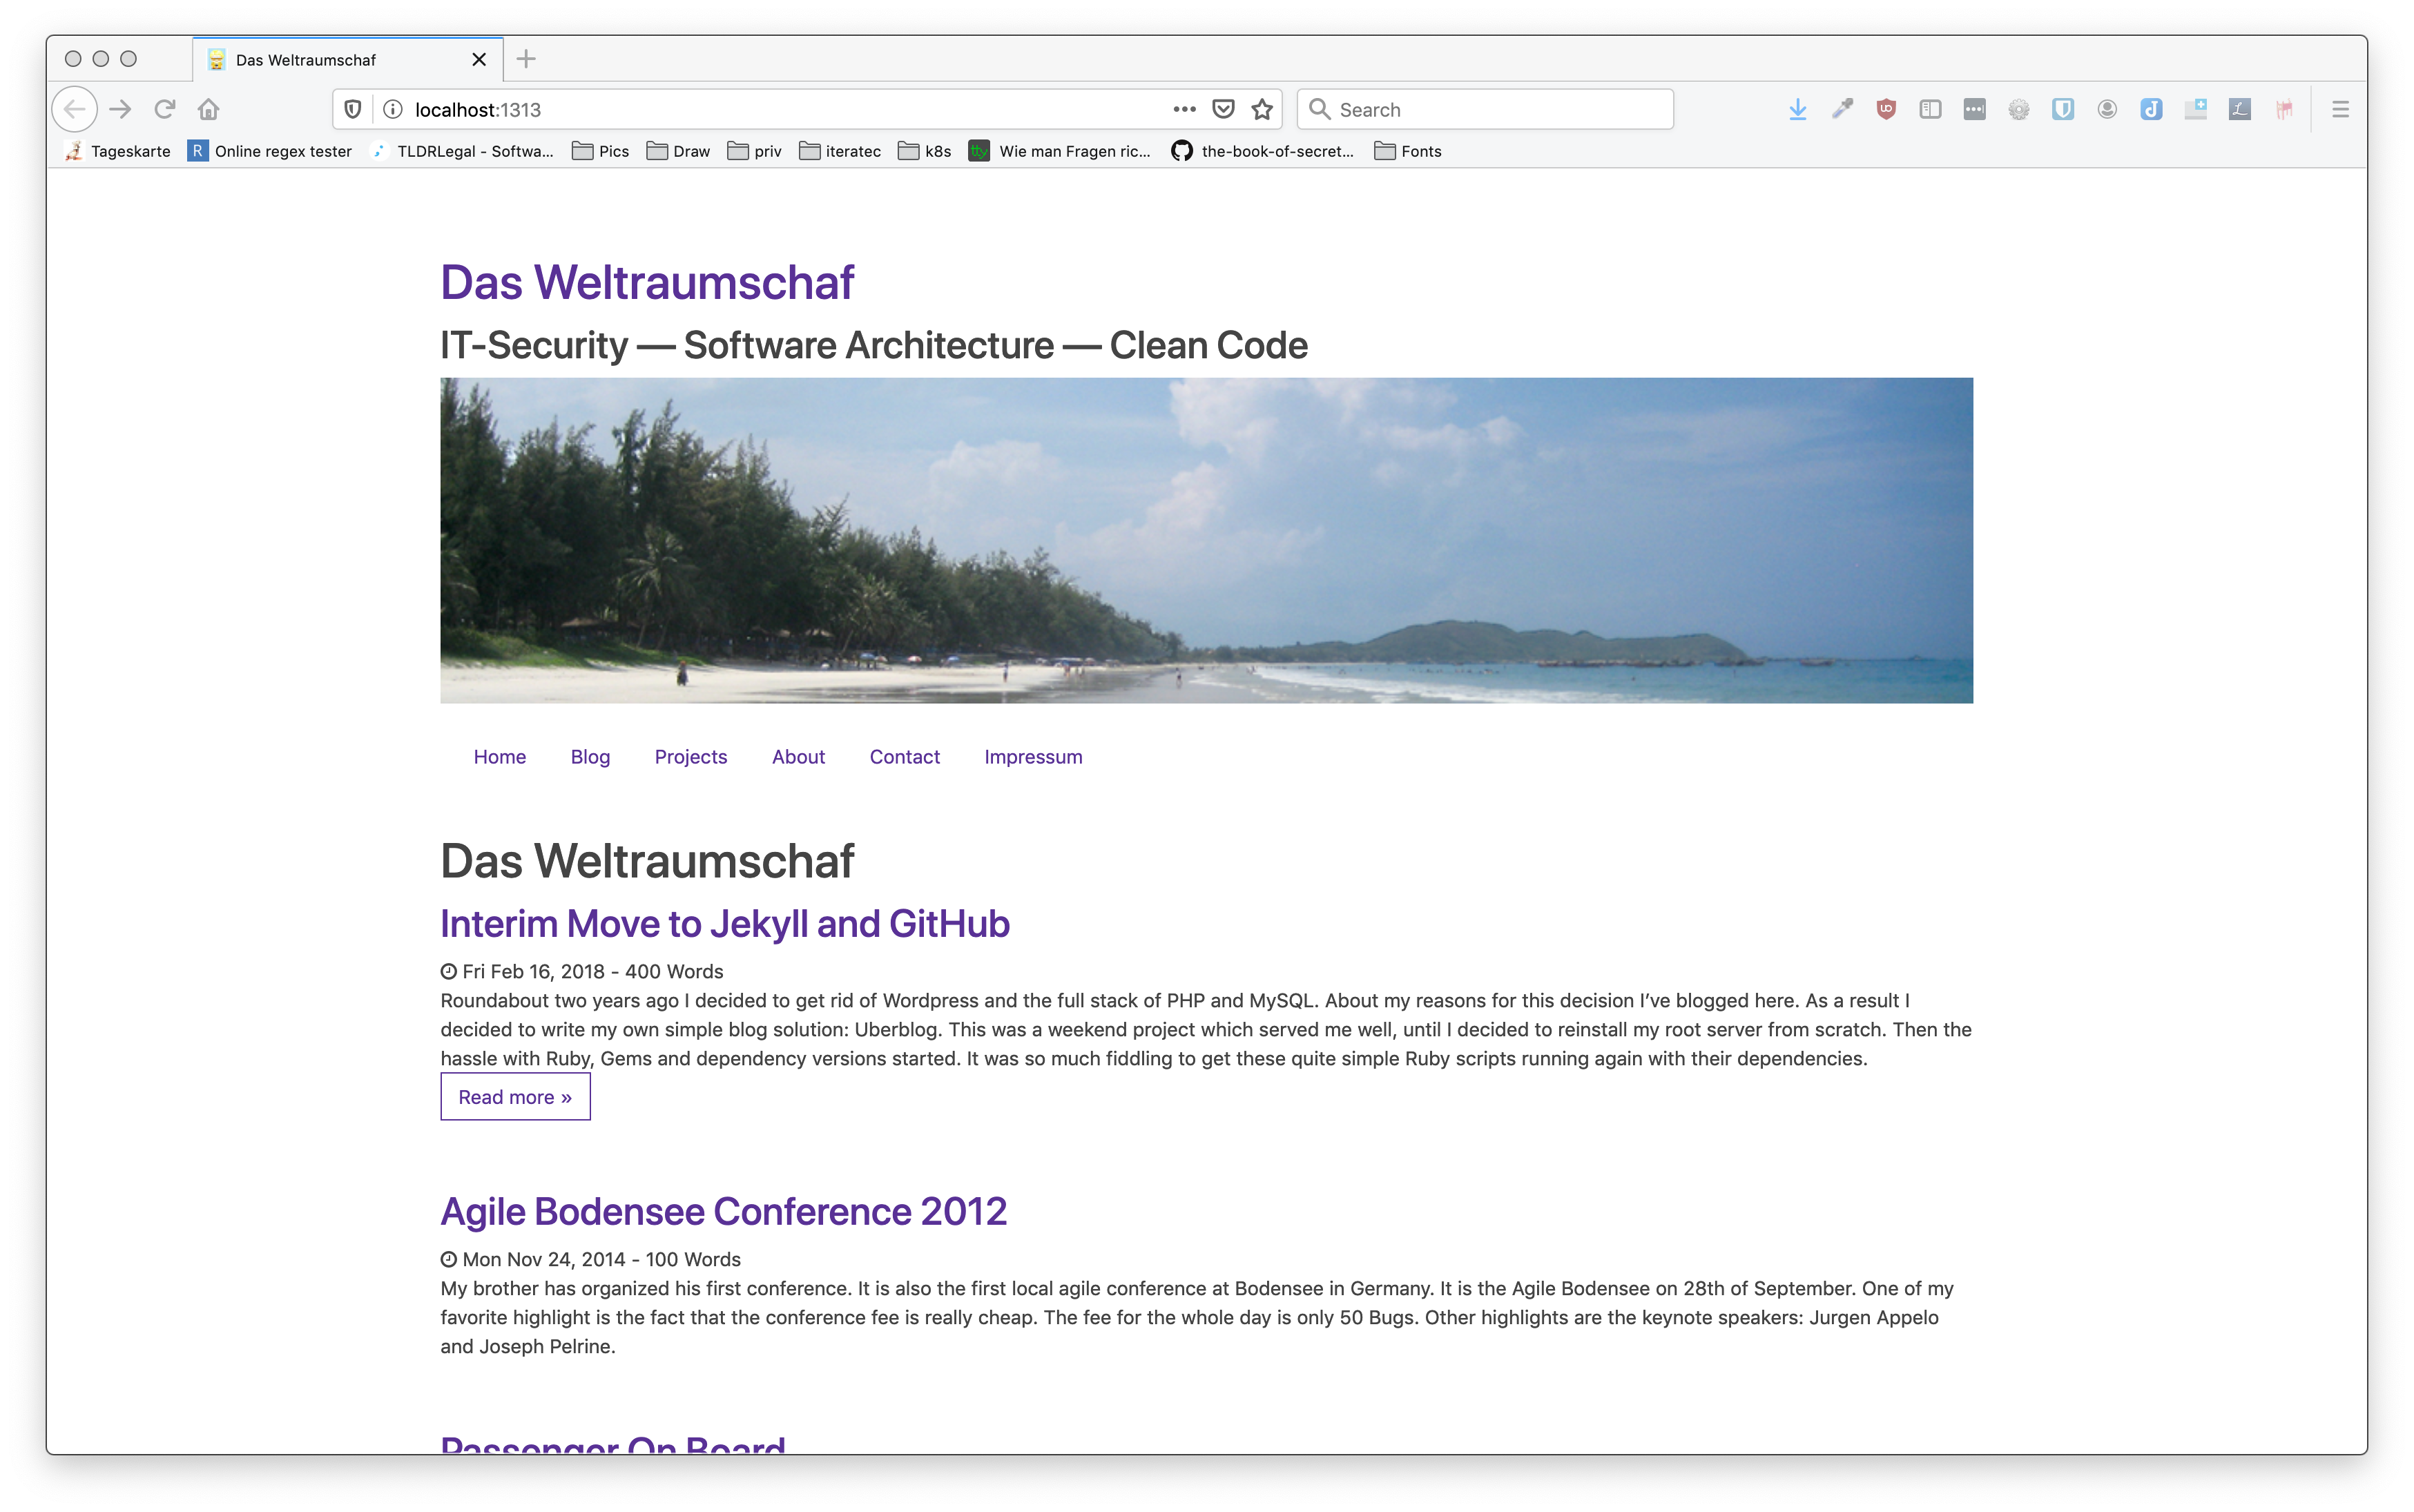 Das Weltraumschaf
localhost:1313
Search
Tageskarte
R Online regex tester
TLDRLegal - Softwa...
Pics
Draw
priv
iteratec
k8s
tty Wie man Fragen ric...
the-book-of-secret...
Fonts
Das Weltraumschaf
IT-Security — Software Architecture — Clean Code
Home Blog Projects About Contact Impressum
Das Weltraumschaf
Interim Move to Jekyll and GitHub
Fri Feb 16, 2018 - 400 Words
Roundabout two years ago I decided to get rid of Wordpress and the full stack of PHP and MySQL. About my reasons for this decision I’ve blogged here. As a result I
decided to write my own simple blog solution: Uberblog. This was a weekend project which served me well, until I decided to reinstall my root server from scratch. Then the
hassle with Ruby, Gems and dependency versions started. It was so much fiddling to get these quite simple Ruby scripts running again with their dependencies.
Read more »
Agile Bodensee Conference 2012
Mon Nov 24, 2014 - 100 Words
My brother has organized his first conference. It is also the first local agile conference at Bodensee in Germany. It is the Agile Bodensee on 28th of September. One of my
favorite highlight is the fact that the conference fee is really cheap. The fee for the whole day is only 50 Bugs. Other highlights are the keynote speakers: Jurgen Appelo
and Joseph Pelrine.
Passenger On Board